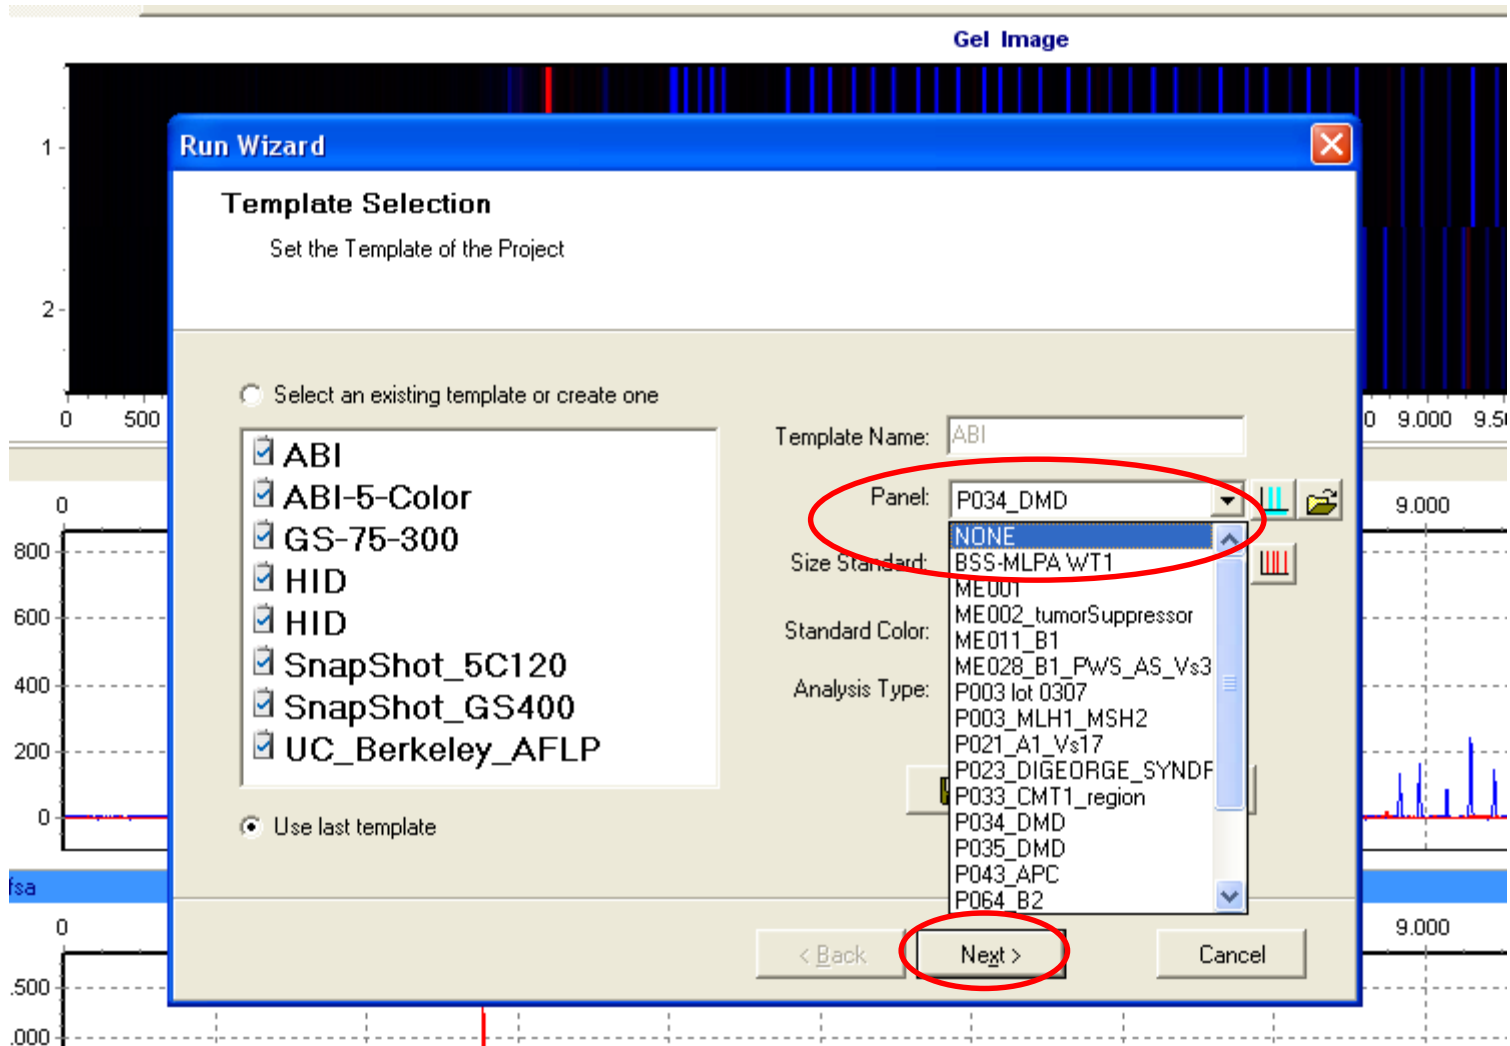 Gel Image
1
2
0 500
0 9.000 9.5
Run Wizard
Template Selection
Set the Template of the Project
Select an existing template or create one
ABI
ABI-5-Color
GS-75-300
HID
HID
SnapShot_5C120
SnapShot_GS400
UC_Berkeley_AFLP
Use last template
Template Name: ABI
Panel: P034_DMD
Size Standard:
Standard Color:
Analysis Type:
NONE
BSS-MLPA WT1
ME001
ME002_tumorSuppressor
ME011_B1
ME028_B1_PWS_AS_Vs3
P003 lot 0307
P003_MLH1_MSH2
P021_A1_Vs17
P023_DIGEORGE_SYNDR
P033_CMT1_region
P034_DMD
P035_DMD
P043_APC
P064_B2
< Back
Next >
Cancel
0 9.000
800
600
400
200
0
fsa
0 9.000
.500
.000